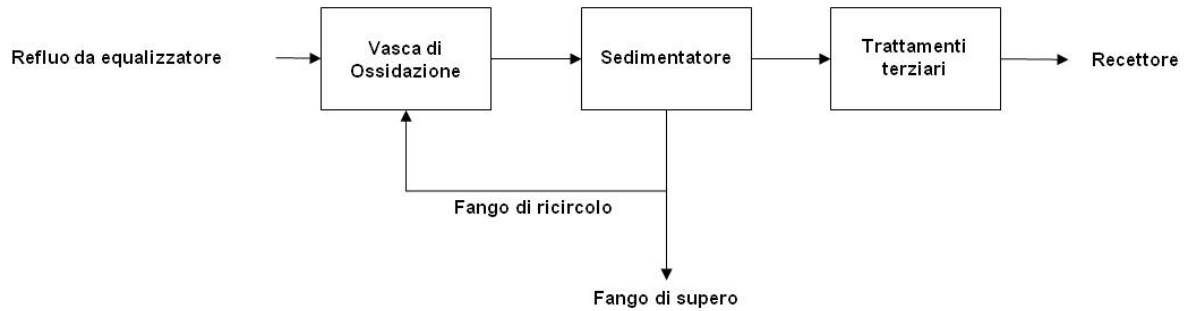 Refluo da equalizzatore
Vasca di
Ossidazione
Sedimentatore
Trattamenti
terziari
Recettore
Fango di ricircolo
Fango di supero